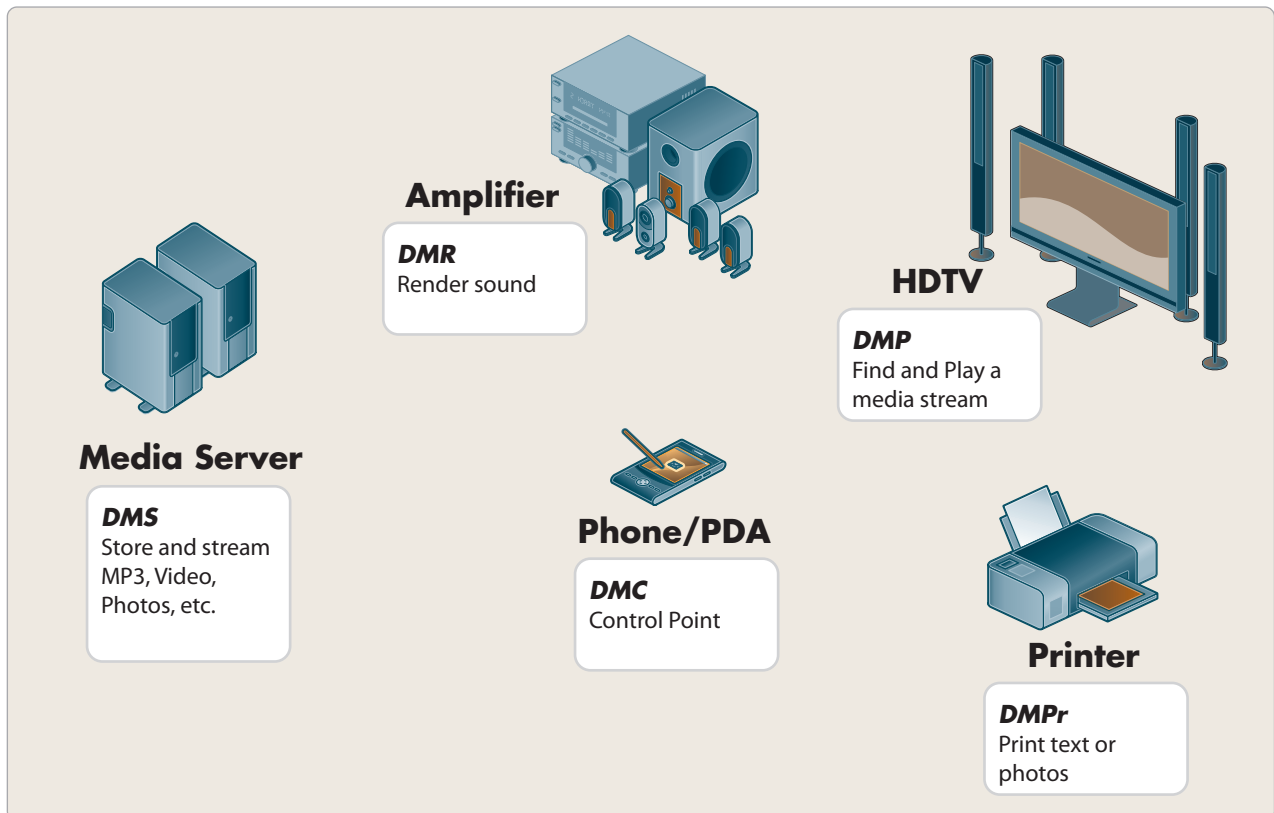 Amplifier
DMR
Render sound
HDTV
DMP
Find and Play a
media stream
Media Server
DMS
Store and stream
MP3, Video,
Photos, etc.
Phone/PDA
DMC
Control Point
Printer
DMPr
Print text or
photos